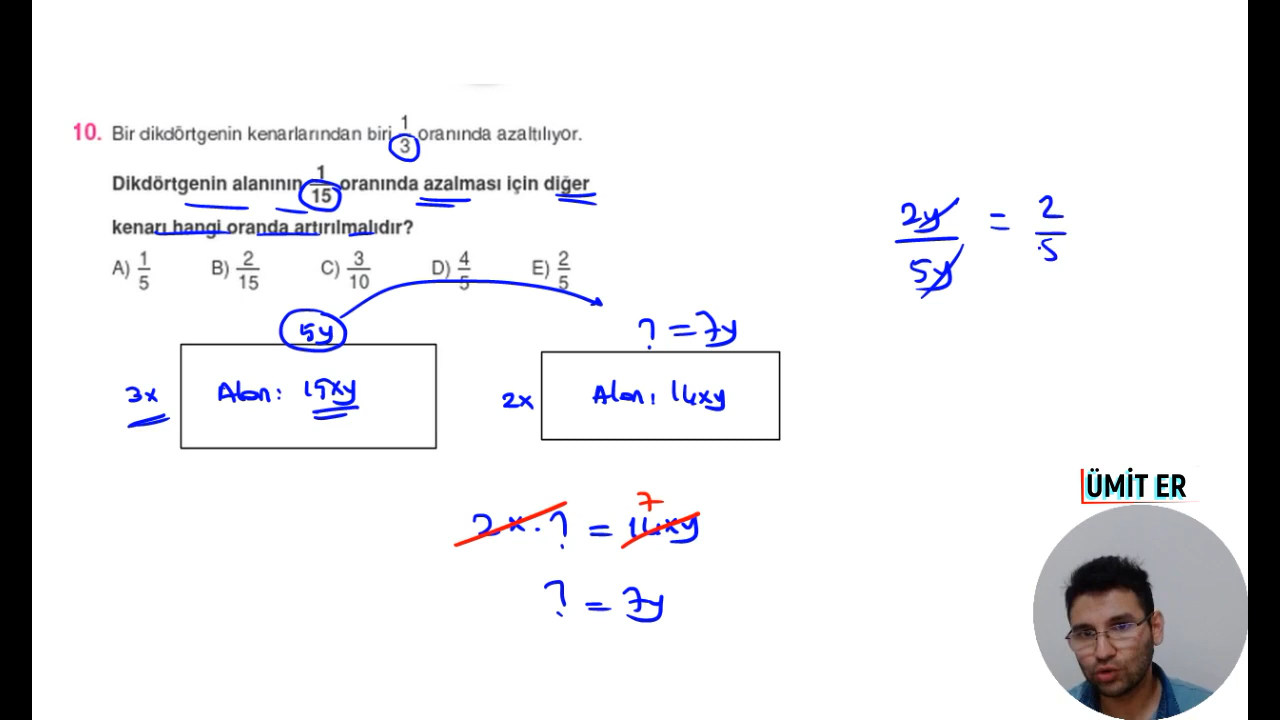 10. Bir dikdörtgenin kenarlarından biri 1/3 oranında azaltılıyor.
Dikdörtgenin alanının 1/15 oranında azalması için diğer
kenarı hangi oranda artırılmalıdır?
A) 1/5 B) 2/15 C) 3/10 D) 4/5 E) 2/5
2y/5y = 2/5
5y
? = 7y
3x
Alan: 15xy
2x
Alan: 14xy
7
2x.? = 14xy
? = 7y
ÜMİT ER